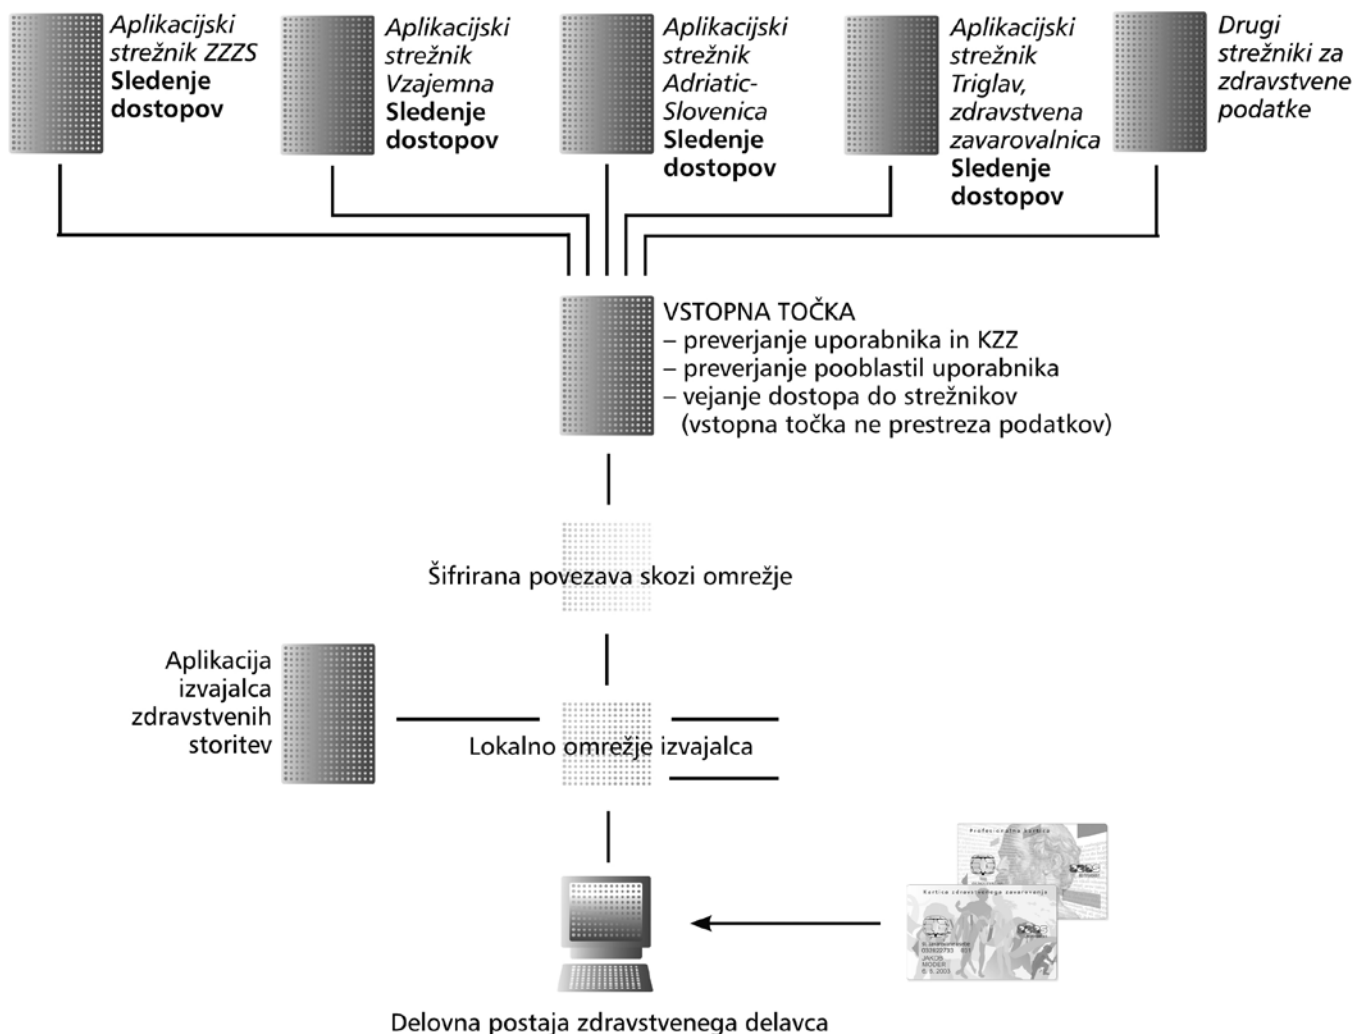 Aplikacijski
strežnik ZZZS
Sledenje
dostopov
Aplikacijski
strežnik
Vzajemna
Sledenje
dostopov
Aplikacijski
strežnik
Adriatic-
Slovenica
Sledenje
dostopov
Aplikacijski
strežnik
Triglav,
zdravstvena
zavarovalnica
Sledenje
dostopov
Drugi
strežniki za
zdravstvene
podatke
VSTOPNA TOČKA
– preverjanje uporabnika in KZZ
– preverjanje pooblastil uporabnika
– vejanje dostopa do strežnikov
(vstopna točka ne prestreza podatkov)
Šifrirana povezava skozi omrežje
Aplikacija
izvajalca
zdravstvenih
storitev
Lokalno omrežje izvajalca
Profesionalna kartica
Kartica zdravstvenega zavarovanja
JAKOB
MODER
Delovna postaja zdravstvenega delavca